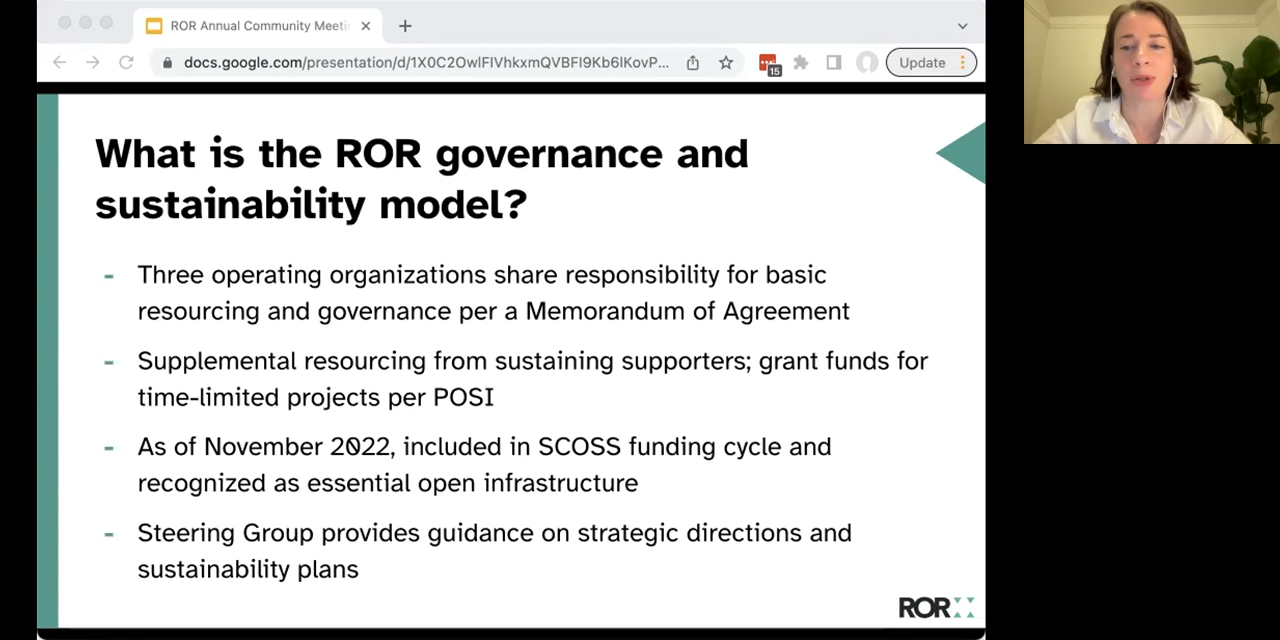 ROR Annual Community Meetin
docs.google.com/presentation/d/1X0C2OwlFIVhkxmQVBFI9Kb6lKovP...
15
Update
What is the ROR governance and
sustainability model?
- Three operating organizations share responsibility for basic
resourcing and governance per a Memorandum of Agreement
- Supplemental resourcing from sustaining supporters; grant funds for
time-limited projects per POSI
- As of November 2022, included in SCOSS funding cycle and
recognized as essential open infrastructure
- Steering Group provides guidance on strategic directions and
sustainability plans
ROR